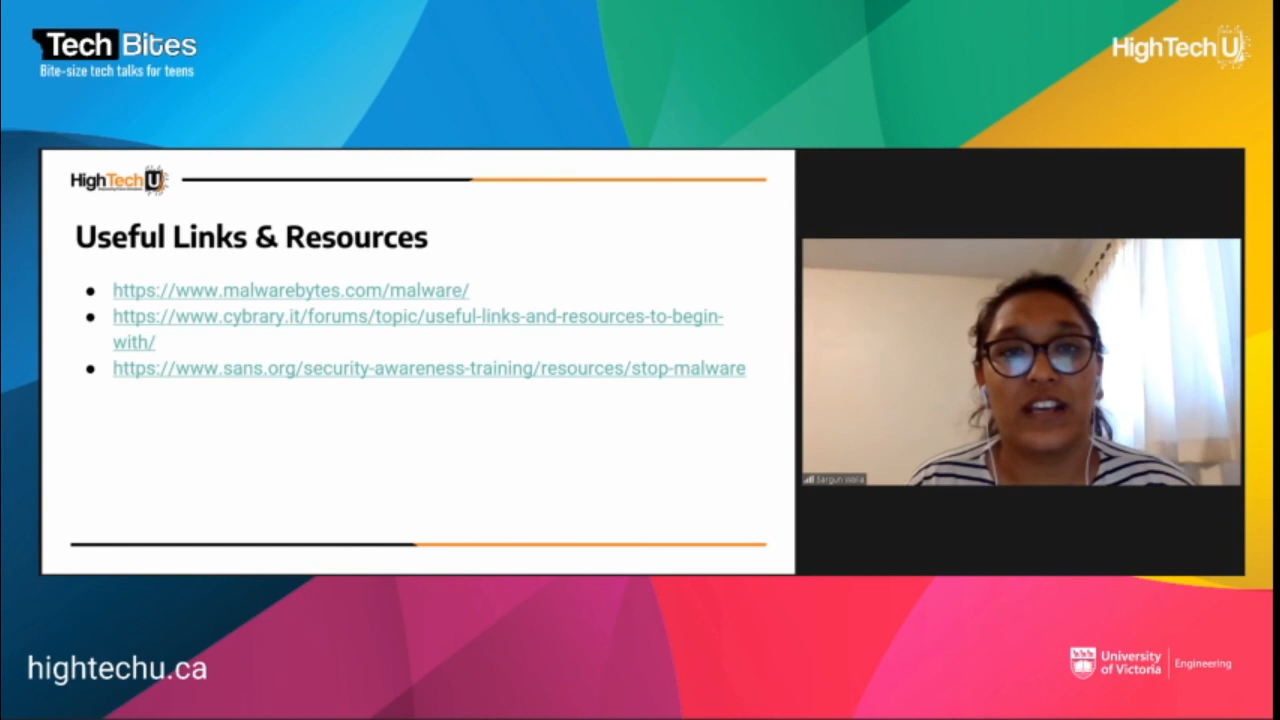 Tech Bites
Bite-size tech talks for teens
HighTech U
HighTech U
Useful Links & Resources
https://www.malwarebytes.com/malware/
https://www.cybrary.it/forums/topic/useful-links-and-resources-to-begin-
with/
https://www.sans.org/security-awareness-training/resources/stop-malware
Sargun
hightechu.ca
University
of Victoria
Engineering